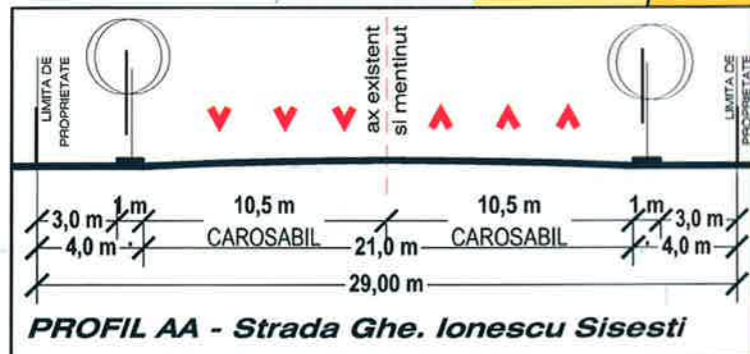 LIMITA DE
PROPRIETATE
ax existent
si mentinut
LIMITA DE
PROPRIETATE
3,0 m 1 m 10,5 m 10,5 m 1 m 3,0 m
4,0 m CAROSABIL 21,0 m CAROSABIL 4,0 m
29,00 m
PROFIL AA - Strada Ghe. Ionescu Sisesti